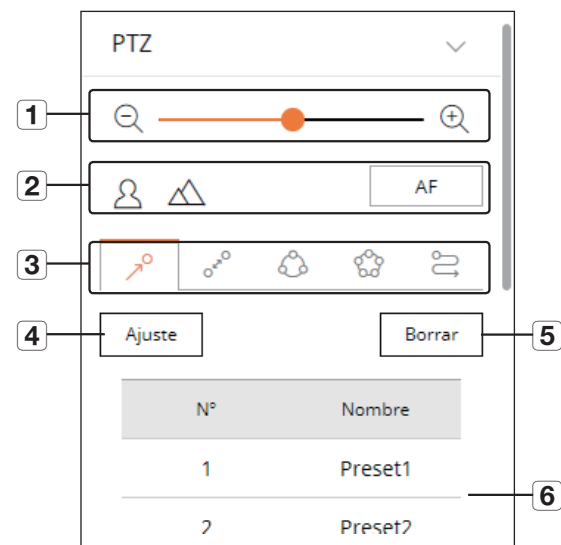 PTZ
1
2
AF
3
4
Ajuste
Borrar
5
Nº
Nombre
1
Preset1
6
2
Preset2